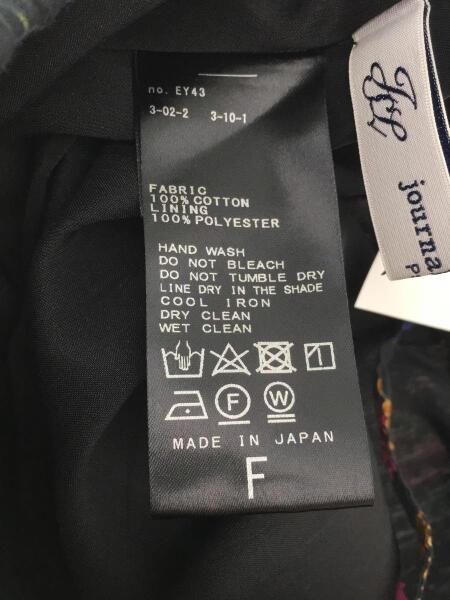 no. EY43
3-02-2 3-10-1
FABRIC
100% COTTON
LINING
100% POLYESTER
HAND WASH
DO NOT BLEACH
DO NOT TUMBLE DRY
LINE DRY IN THE SHADE
COOL IRON
DRY CLEAN
WET CLEAN
F W
MADE IN JAPAN
F
journa